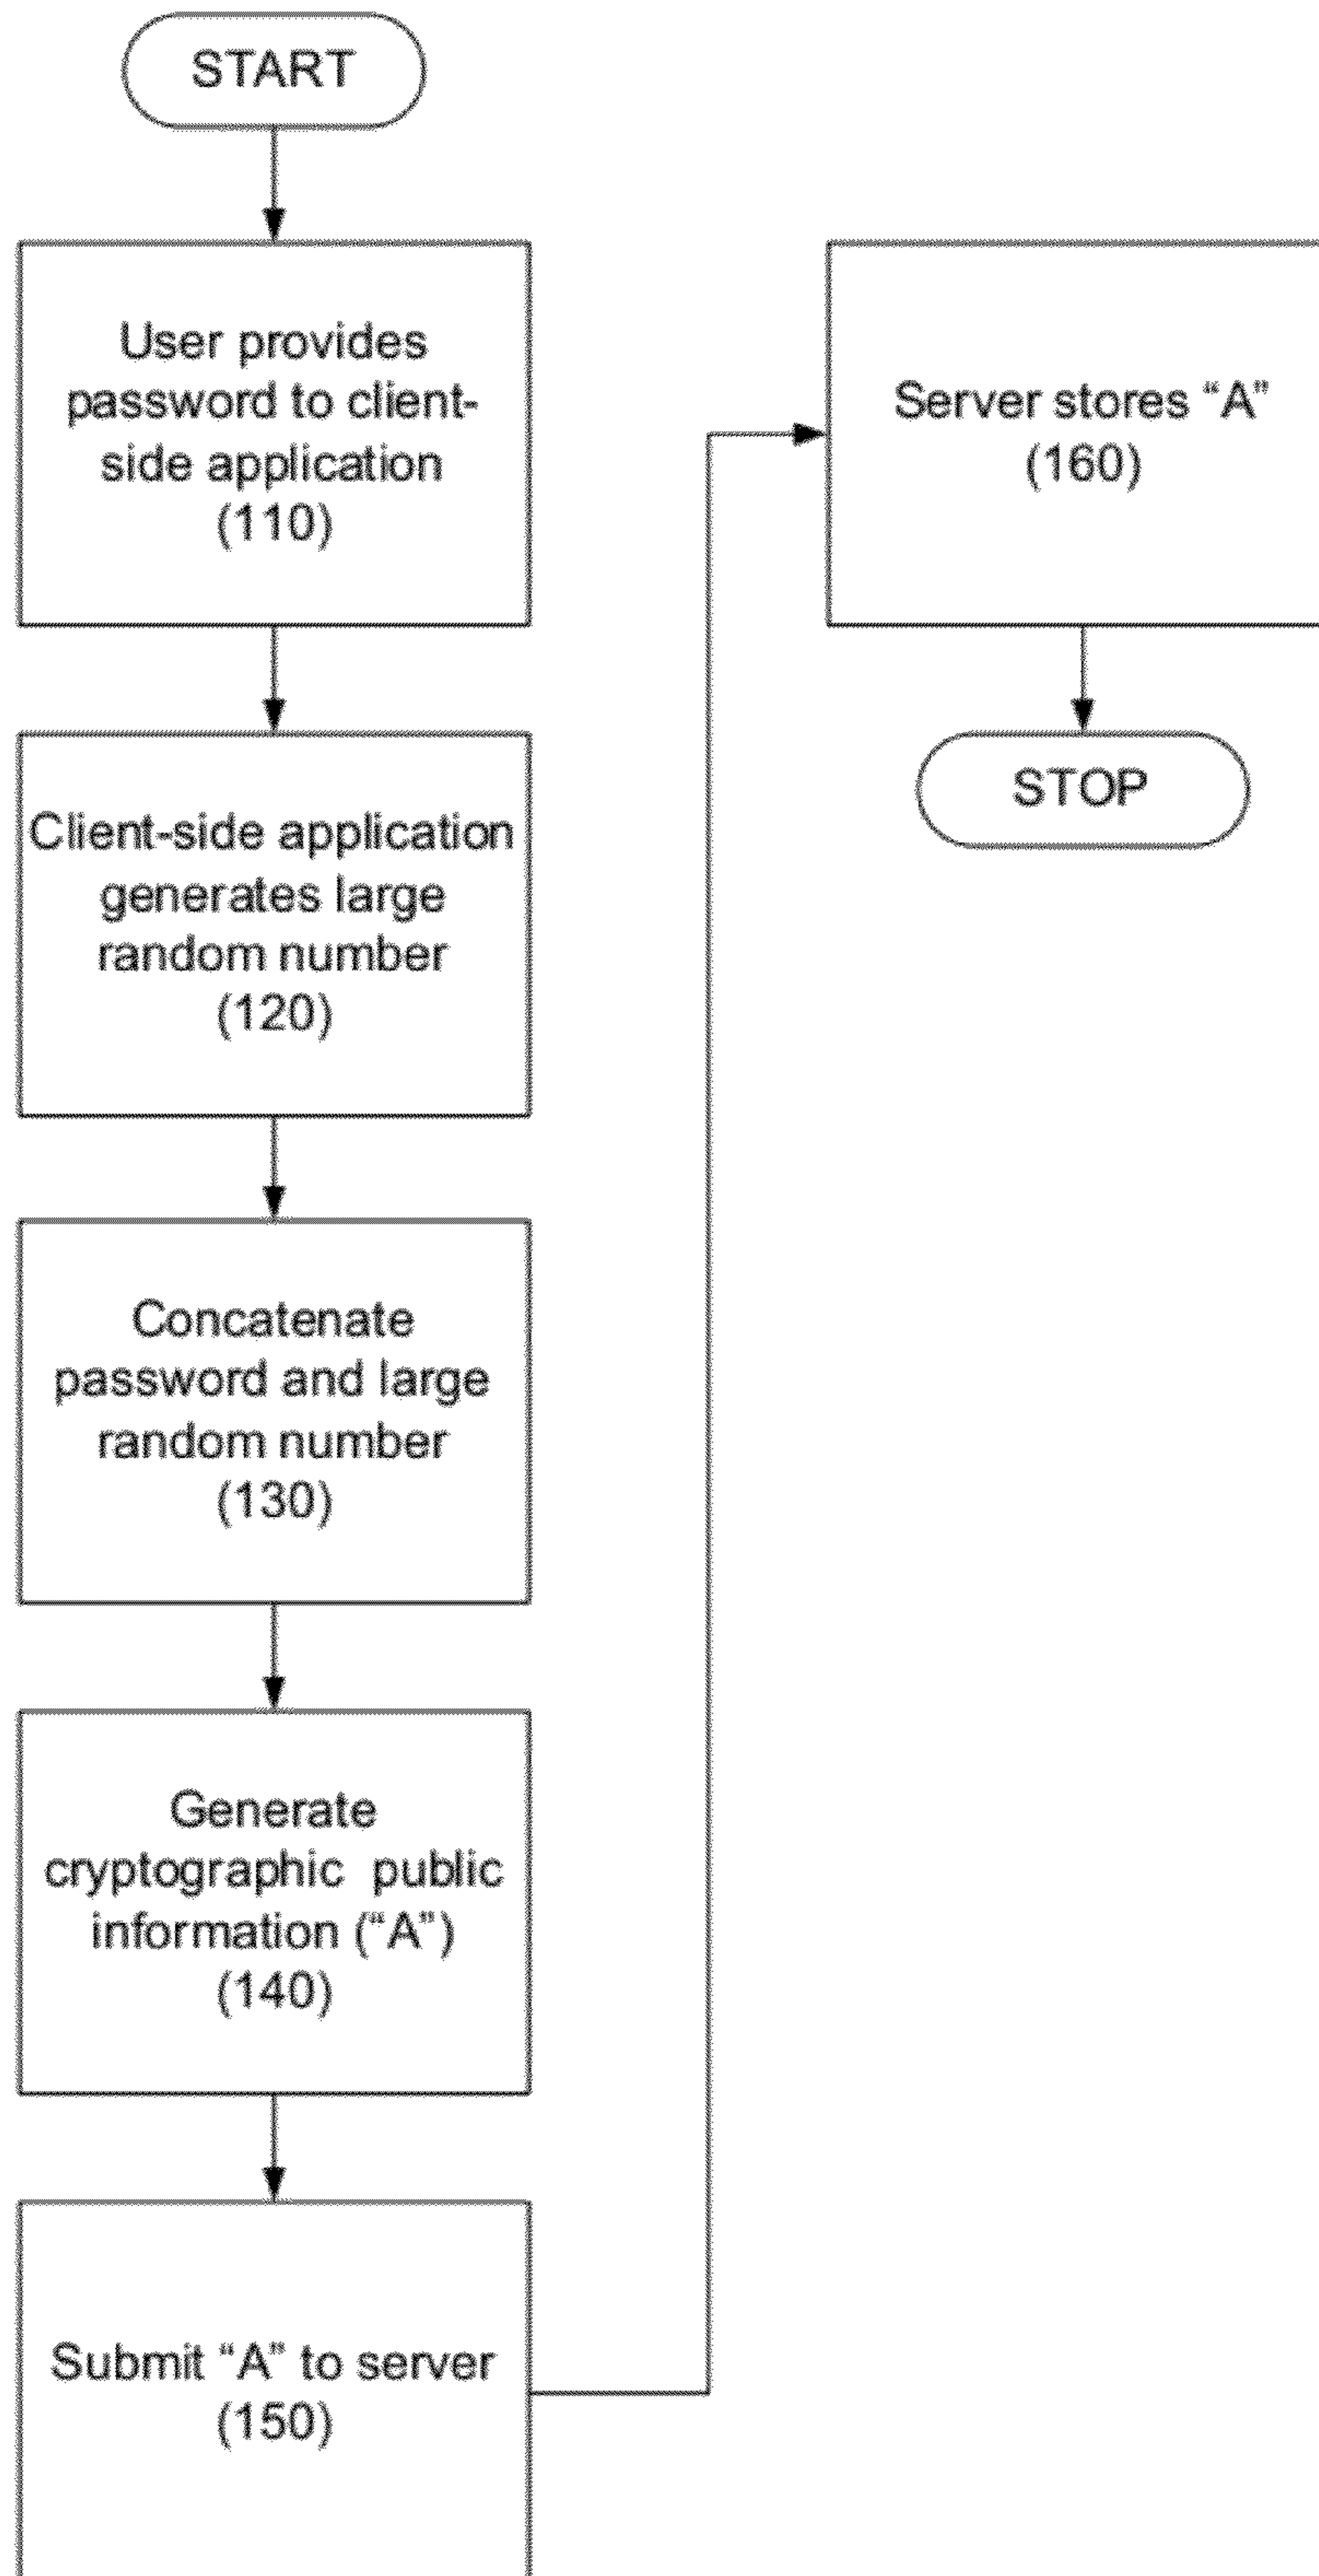 START
User provides
password to client-
side application
(110)
Client-side application
generates large
random number
(120)
Concatenate
password and large
random number
(130)
Generate
cryptographic public
information (“A”)
(140)
Submit “A” to server
(150)
Server stores “A”
(160)
STOP